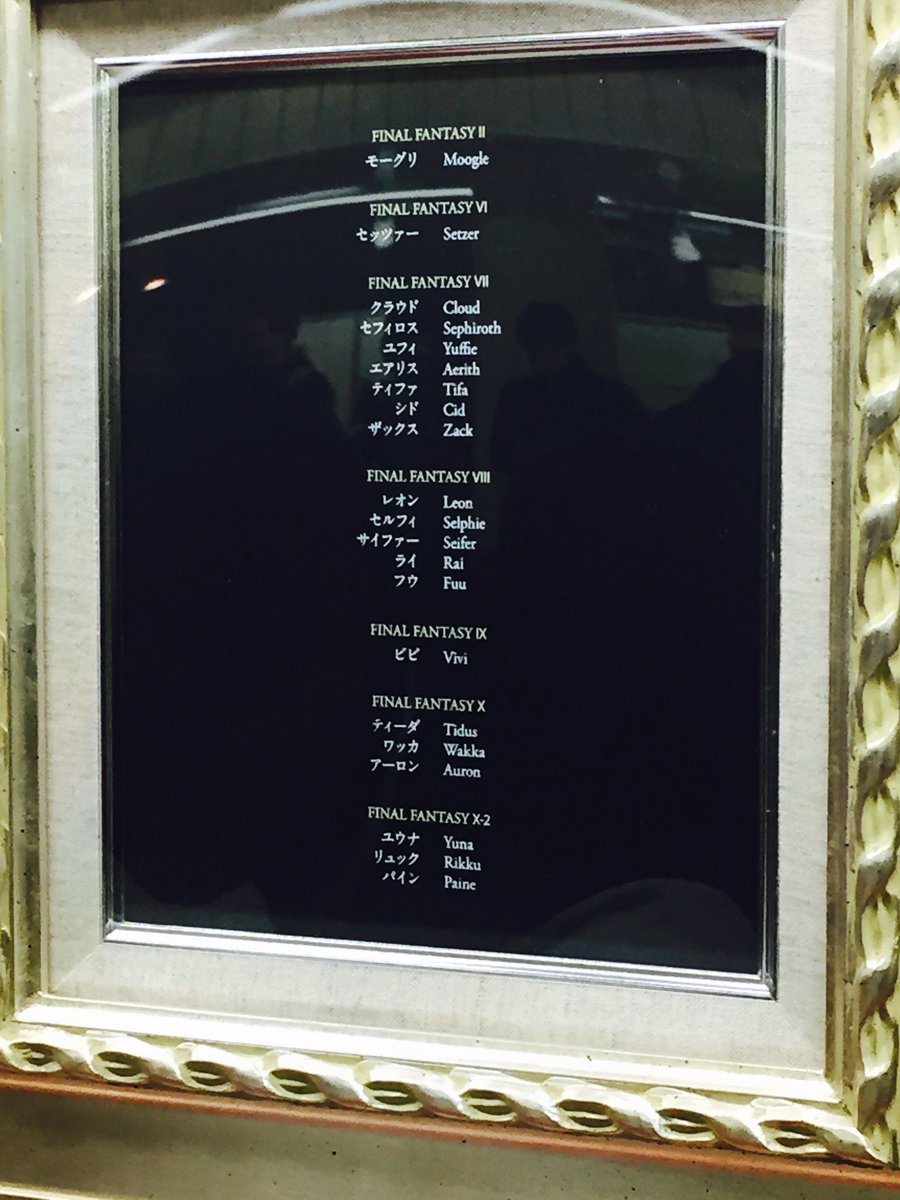 FINAL FANTASY II
モーグリ Moogle
FINAL FANTASY VI
セッツァー Setzer
FINAL FANTASY VII
クラウド Cloud
セフィロス Sephiroth
ユフィ Yuffie
エアリス Aerith
ティファ Tifa
シド Cid
ザックス Zack
FINAL FANTASY VIII
レオン Leon
セルフィ Selphie
サイファー Seifer
ライ Rai
フウ Fuu
FINAL FANTASY IX
ビビ Vivi
FINAL FANTASY X
ティーダ Tidus
ワッカ Wakka
アーロン Auron
FINAL FANTASY X-2
ユウナ Yuna
リュック Rikku
パイン Paine